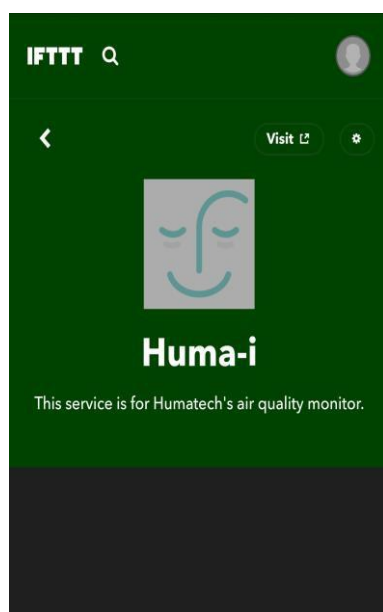 IFTTT
Visit
Huma-i
This service is for Humatech's air quality monitor.